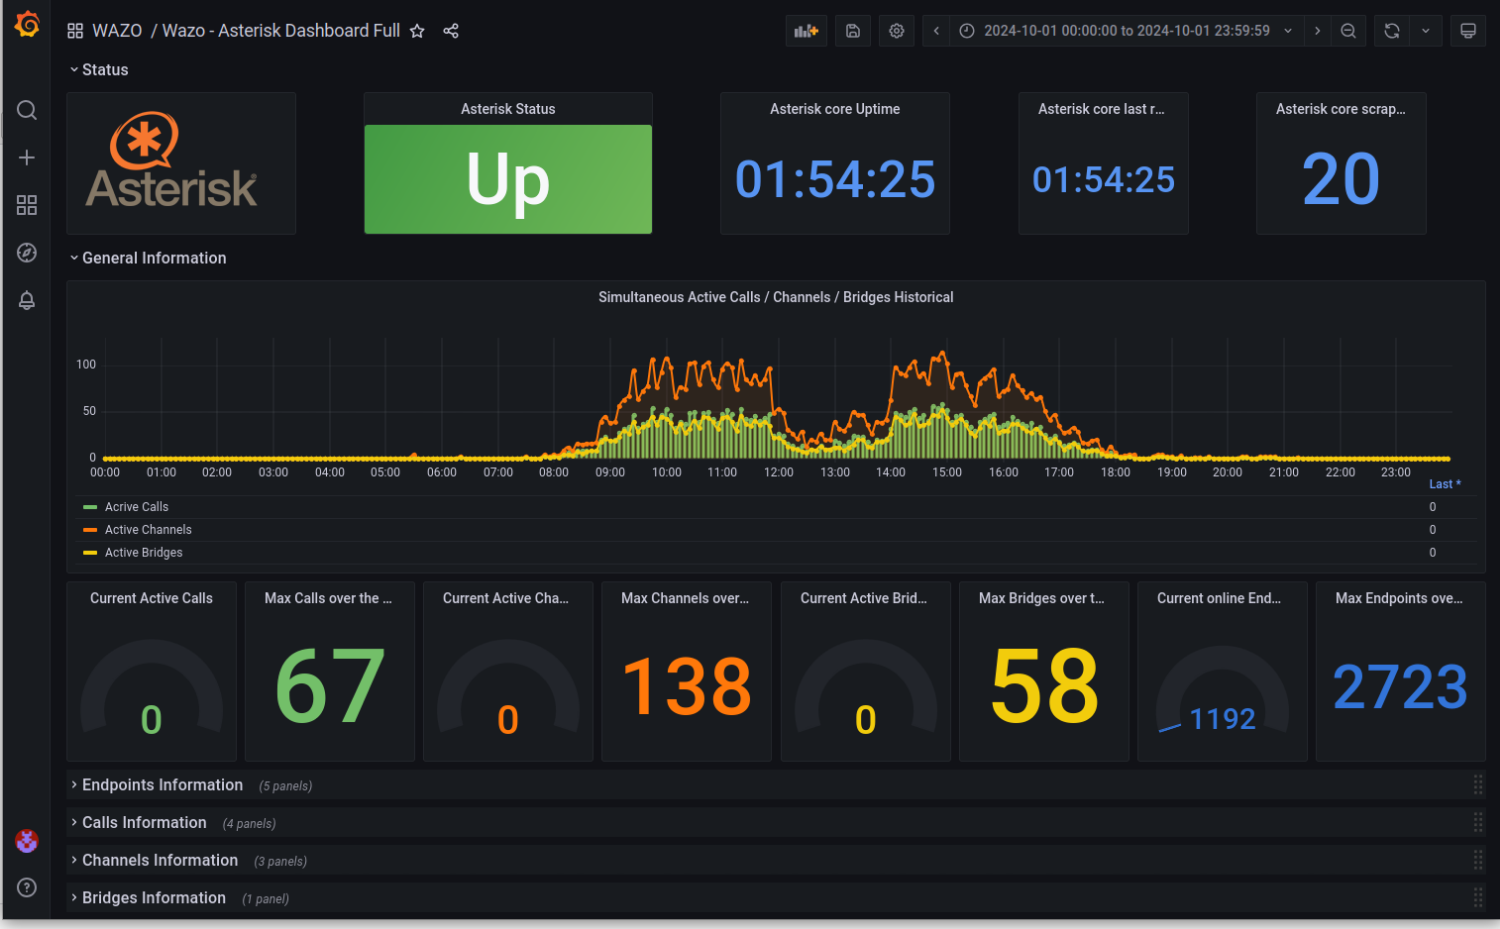 WAZO / Wazo - Asterisk Dashboard Full
2024-10-01 00:00:00 to 2024-10-01 23:59:59
Status
Asterisk
Asterisk Status
Up
Asterisk core Uptime
01:54:25
Asterisk core last r...
01:54:25
Asterisk core scrap...
20
General Information
Simultaneous Active Calls / Channels / Bridges Historical
100
50
0
00:00 01:00 02:00 03:00 04:00 05:00 06:00 07:00 08:00 09:00 10:00 11:00 12:00 13:00 14:00 15:00 16:00 17:00 18:00 19:00 20:00 21:00 22:00 23:00
Last *
Acrive Calls 0
Active Channels 0
Active Bridges 0
Current Active Calls
0
Max Calls over the ...
67
Current Active Cha...
0
Max Channels over...
138
Current Active Brid...
0
Max Bridges over t...
58
Current online End...
1192
Max Endpoints ove...
2723
Endpoints Information (5 panels)
Calls Information (4 panels)
Channels Information (3 panels)
Bridges Information (1 panel)